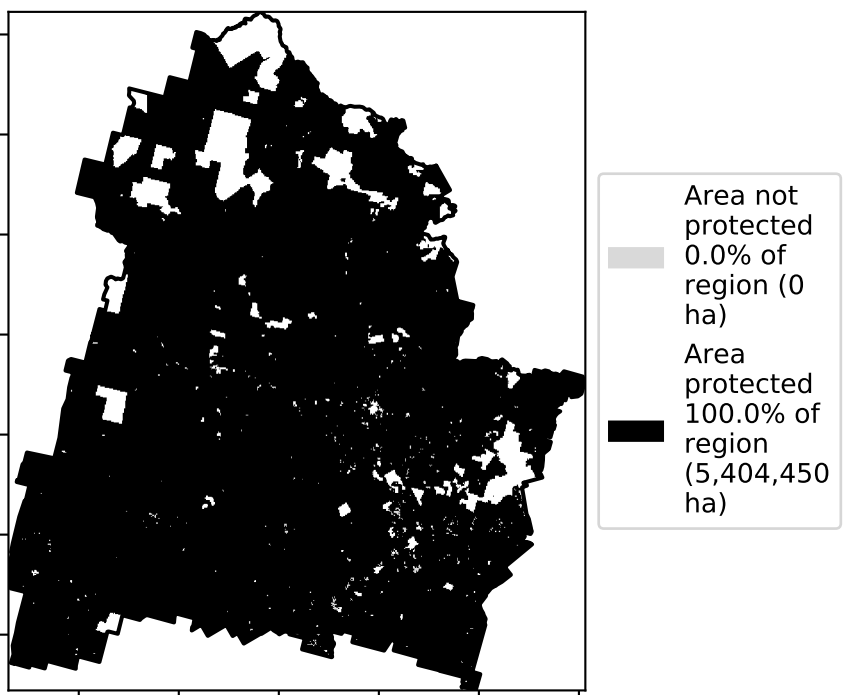 Area not
protected
0.0% of
region (0
ha)
Area
protected
100.0% of
region
(5,404,450
ha)